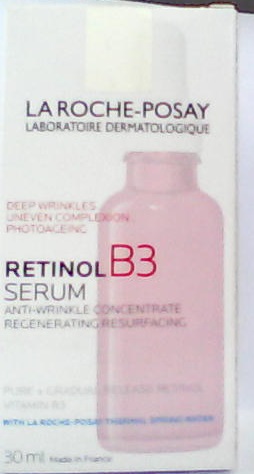 LA ROCHE-POSAY
LABORATOIRE DERMATOLOGIQUE
DEEP WRINKLES
UNEVEN COMPLEXION
PHOTOAGEING
RETINOL B3
SERUM
ANTI-WRINKLE CONCENTRATE
REGENERATING RESURFACING
PURE + GRADUAL RELEASE RETINOL
VITAMIN B3
WITH LA ROCHE-POSAY THERMAL SPRING WATER
30 ml Made in France